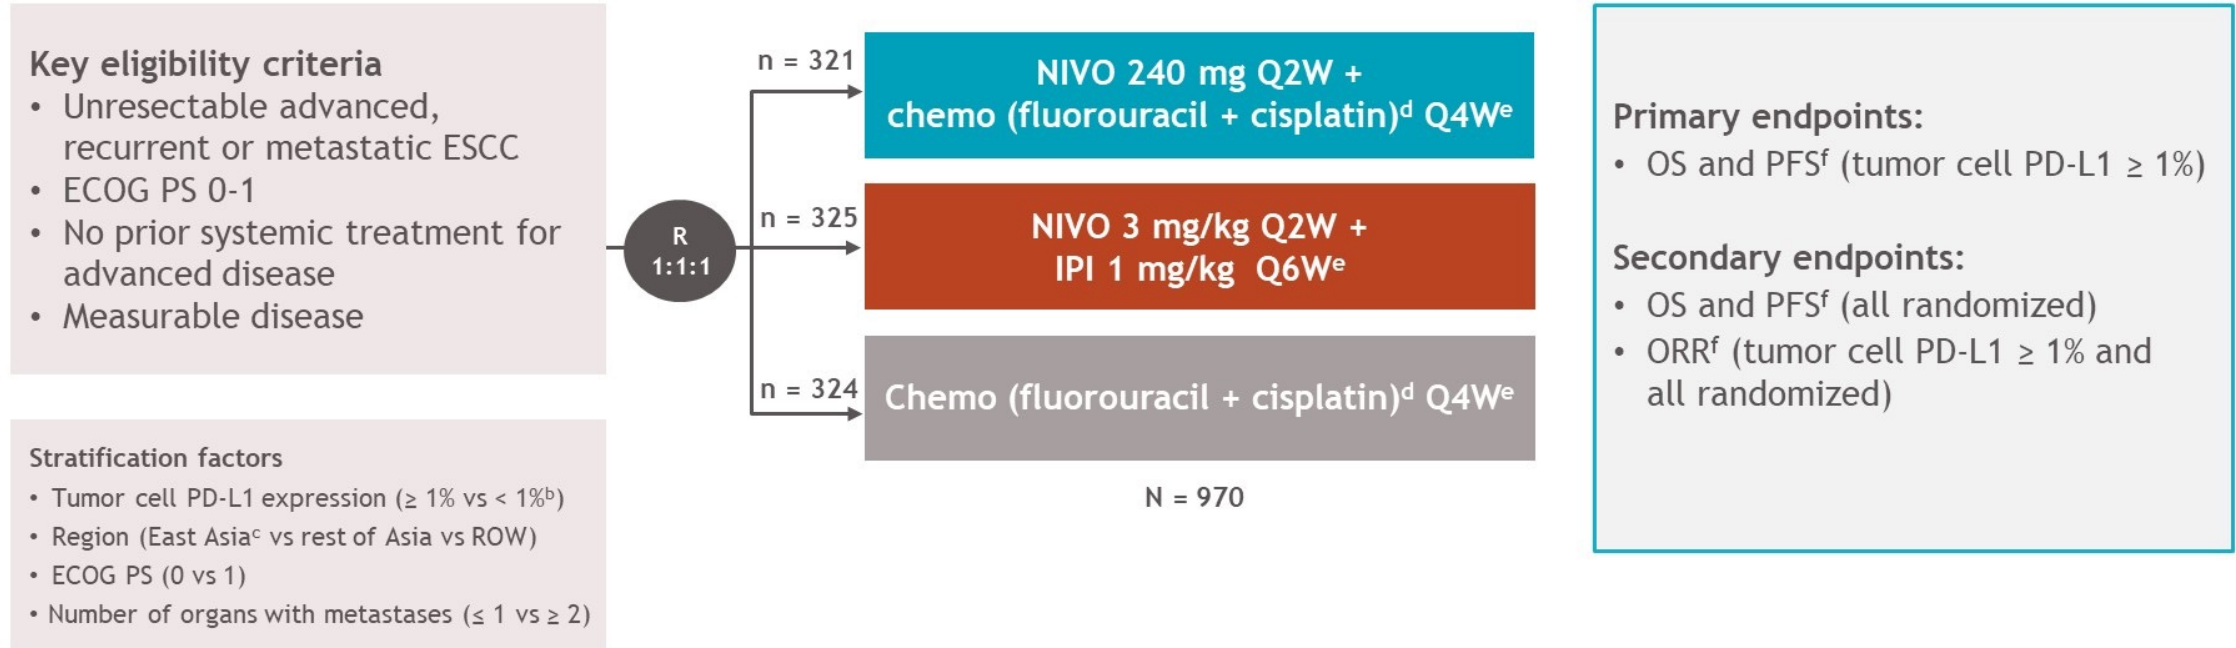 Key eligibility criteria
• Unresectable advanced,
recurrent or metastatic ESCC
• ECOG PS 0-1
• No prior systemic treatment for
advanced disease
• Measurable disease
Stratification factors
• Tumor cell PD-L1 expression (≥ 1% vs < 1%ᵇ)
• Region (East Asiaᶜ vs rest of Asia vs ROW)
• ECOG PS (0 vs 1)
• Number of organs with metastases (≤ 1 vs ≥ 2)
R
1:1:1
n = 321
NIVO 240 mg Q2W +
chemo (fluorouracil + cisplatin)ᵈ Q4Wᵉ
n = 325
NIVO 3 mg/kg Q2W +
IPI 1 mg/kg Q6Wᵉ
n = 324
Chemo (fluorouracil + cisplatin)ᵈ Q4Wᵉ
N = 970
Primary endpoints:
• OS and PFSᶠ (tumor cell PD-L1 ≥ 1%)
Secondary endpoints:
• OS and PFSᶠ (all randomized)
• ORRᶠ (tumor cell PD-L1 ≥ 1% and
all randomized)